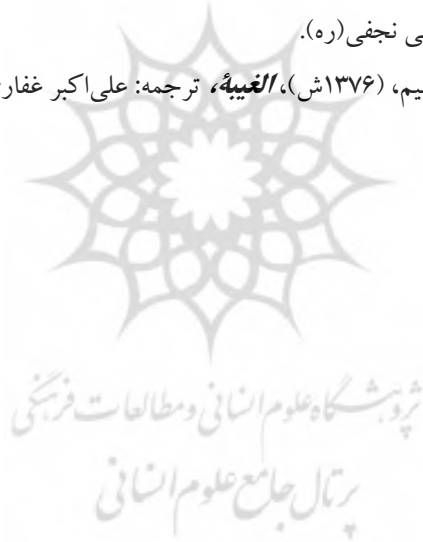 ی نجفی(ره).
یم، (۱۳۷۶ش)، الغیبة، ترجمه: علی‌اکبر غفار
پژوهشگاه علوم انسانی و مطالعات فرهنگی
پرتال جامع علوم انسانی